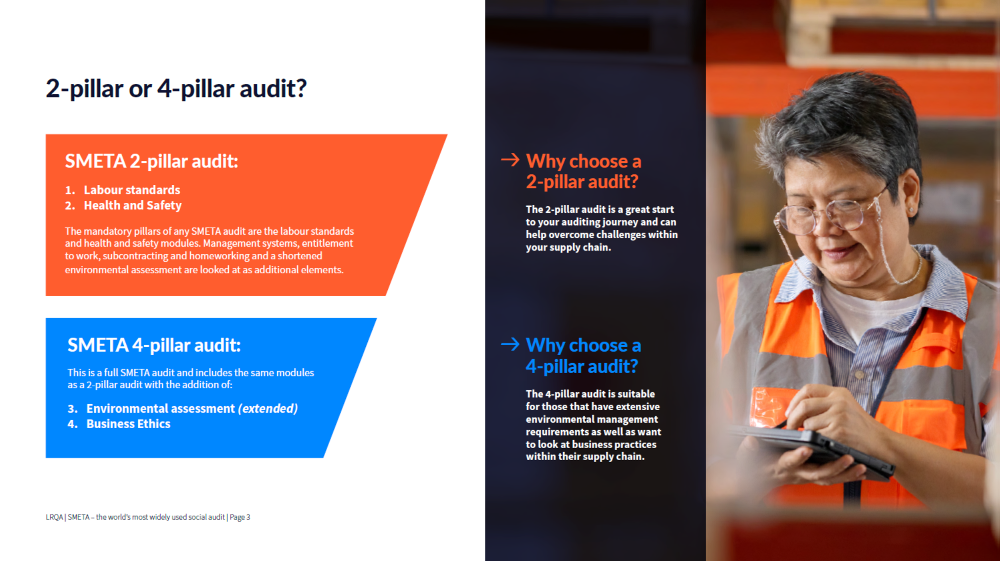 2-pillar or 4-pillar audit?
SMETA 2-pillar audit:
1. Labour standards
2. Health and Safety
The mandatory pillars of any SMETA audit are the labour standards
and health and safety modules. Management systems, entitlement
to work, subcontracting and homeworking and a shortened
environmental assessment are looked at as additional elements.
SMETA 4-pillar audit:
This is a full SMETA audit and includes the same modules
as a 2-pillar audit with the addition of:
3. Environmental assessment (extended)
4. Business Ethics
LRQA | SMETA – the world's most widely used social audit | Page 3
→ Why choose a
2-pillar audit?
The 2-pillar audit is a great start
to your auditing journey and can
help overcome challenges within
your supply chain.
→ Why choose a
4-pillar audit?
The 4-pillar audit is suitable
for those that have extensive
environmental management
requirements as well as want
to look at business practices
within their supply chain.